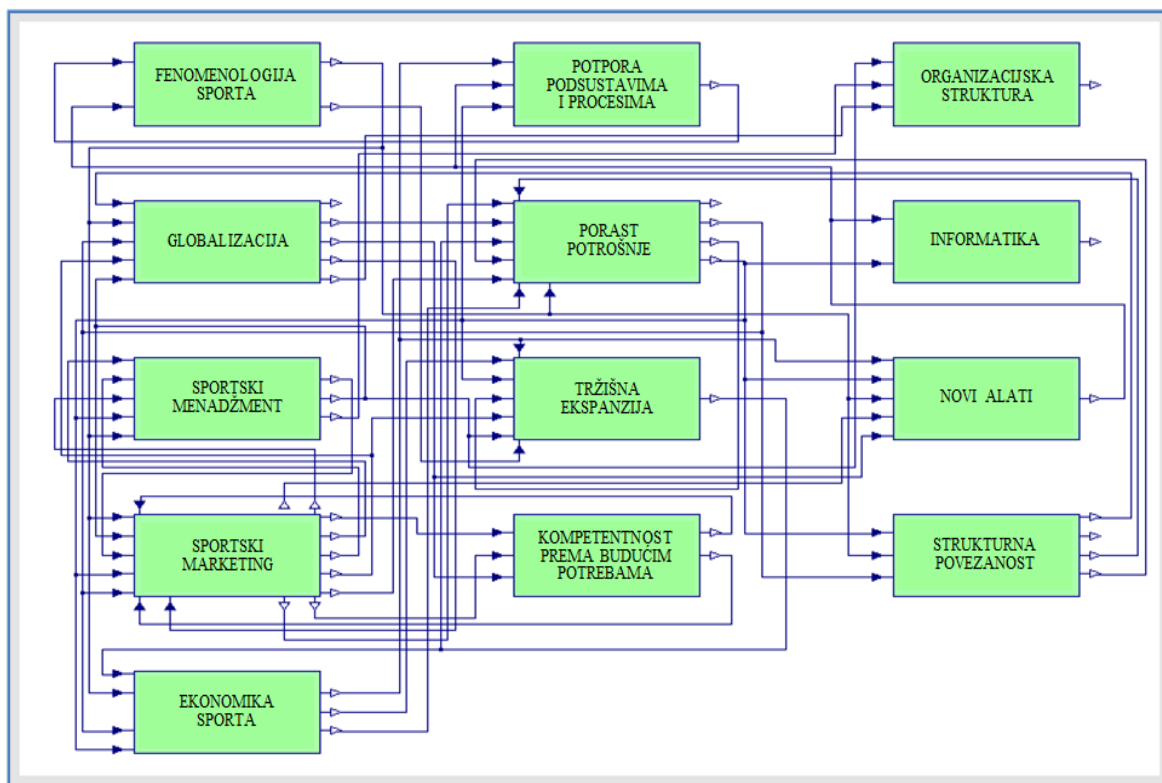 FENOMENOLOGIJA
SPORTA
POTPORA
PODSUSTAVIMA
I PROCESIMA
ORGANIZACIJSKA
STRUKTURA
GLOBALIZACIJA
PORAST
POTROŠNJE
INFORMATIKA
SPORTSKI
MENADŽMENT
TRŽIŠNA
EKSPANZIJA
NOVI ALATI
SPORTSKI
MARKETING
KOMPETENTNOST
PREMA BUDUĆIM
POTREBAMA
STRUKTURNA
POVEZANOST
EKONOMIKA
SPORTA